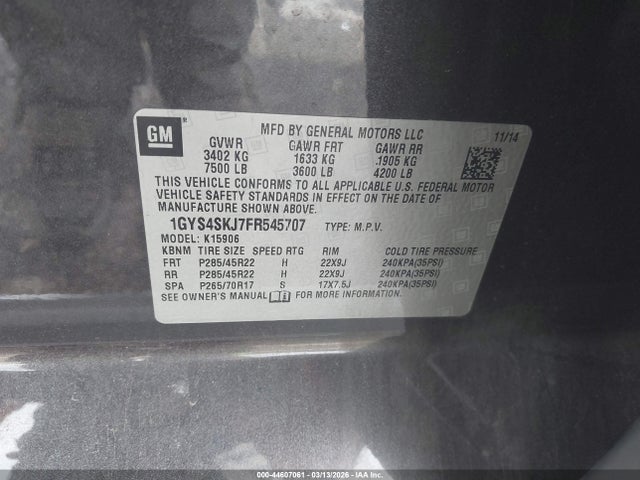 GM ®
MFD BY GENERAL MOTORS LLC 11/14
GVWR GAWR FRT GAWR RR
3402 KG 1633 KG 1905 KG
7500 LB 3600 LB 4200 LB
THIS VEHICLE CONFORMS TO ALL APPLICABLE U.S. FEDERAL MOTOR
VEHICLE SAFETY STANDARDS IN EFFECT ON THE DATE OF
MANUFACTURE SHOWN ABOVE.
1GYS4SKJ7FR545707 TYPE: M.P.V.
MODEL: K15906
KBNM TIRE SIZE SPEED RTG RIM COLD TIRE PRESSURE
FRT P285/45R22 H 22X9J 240KPA(35PSI)
RR P285/45R22 H 22X9J 240KPA(35PSI)
SPA P265/70R17 S 17X7.5J 240KPA(35PSI)
SEE OWNER'S MANUAL FOR MORE INFORMATION.
000-44607061 | 03/13/2026 | IAA, Inc.